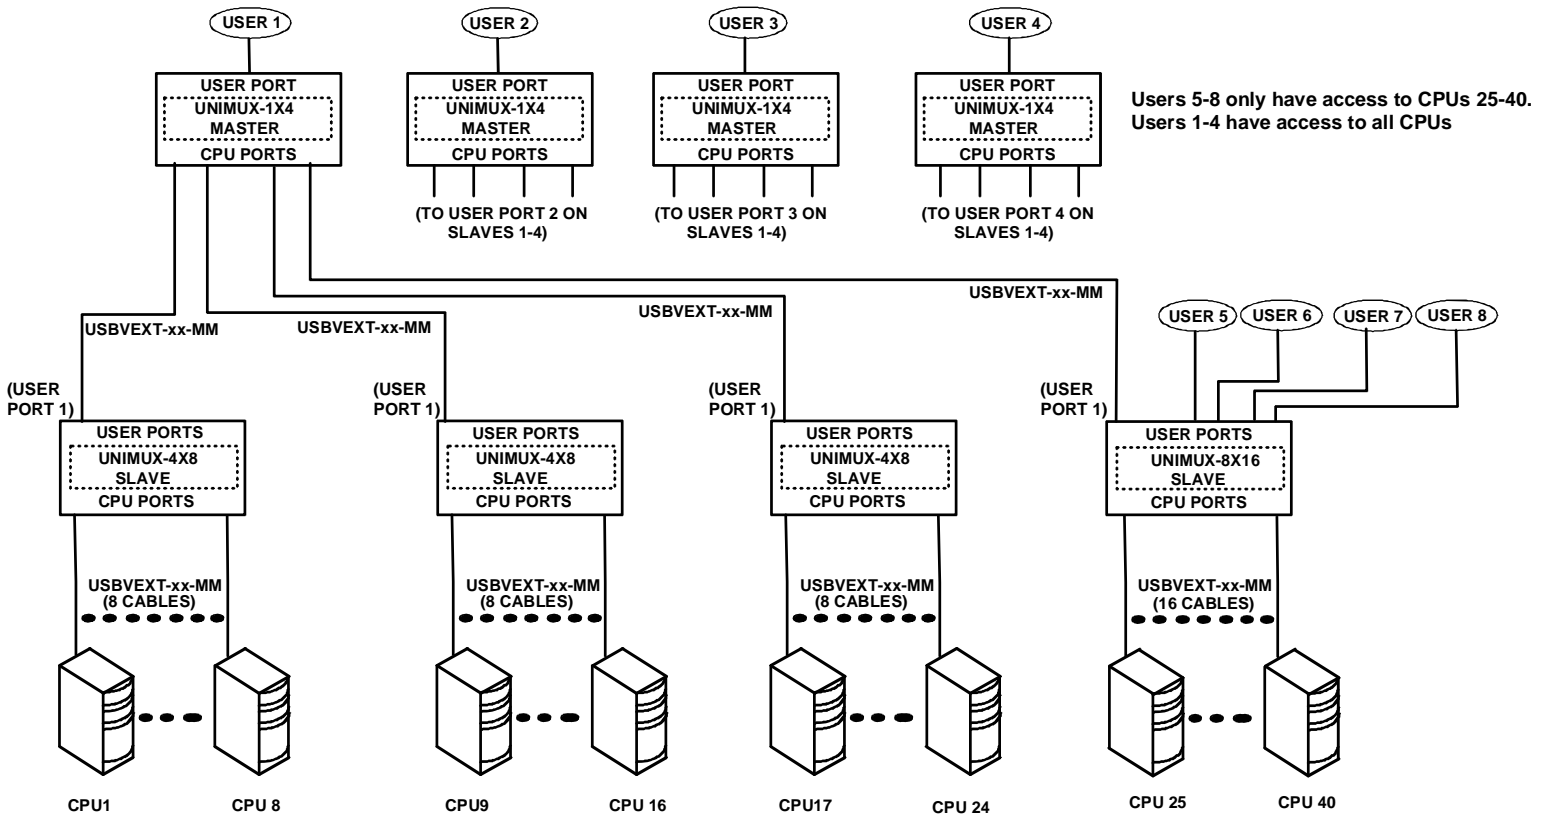 USER 1
USER 2
USER 3
USER 4
USER PORT
UNIMUX-1X4
MASTER
CPU PORTS
USER PORT
UNIMUX-1X4
MASTER
CPU PORTS
USER PORT
UNIMUX-1X4
MASTER
CPU PORTS
USER PORT
UNIMUX-1X4
MASTER
CPU PORTS
Users 5-8 only have access to CPUs 25-40.
Users 1-4 have access to all CPUs
(TO USER PORT 2 ON
SLAVES 1-4)
(TO USER PORT 3 ON
SLAVES 1-4)
(TO USER PORT 4 ON
SLAVES 1-4)
USBVEXT-xx-MM
USBVEXT-xx-MM
USBVEXT-xx-MM
USBVEXT-xx-MM
USER 5
USER 6
USER 7
USER 8
(USER
PORT 1)
(USER
PORT 1)
(USER
PORT 1)
(USER
PORT 1)
USER PORTS
UNIMUX-4X8
SLAVE
CPU PORTS
USER PORTS
UNIMUX-4X8
SLAVE
CPU PORTS
USER PORTS
UNIMUX-4X8
SLAVE
CPU PORTS
USER PORTS
UNIMUX-8X16
SLAVE
CPU PORTS
USBVEXT-xx-MM
(8 CABLES)
USBVEXT-xx-MM
(8 CABLES)
USBVEXT-xx-MM
(8 CABLES)
USBVEXT-xx-MM
(16 CABLES)
CPU1
CPU 8
CPU9
CPU 16
CPU17
CPU 24
CPU 25
CPU 40